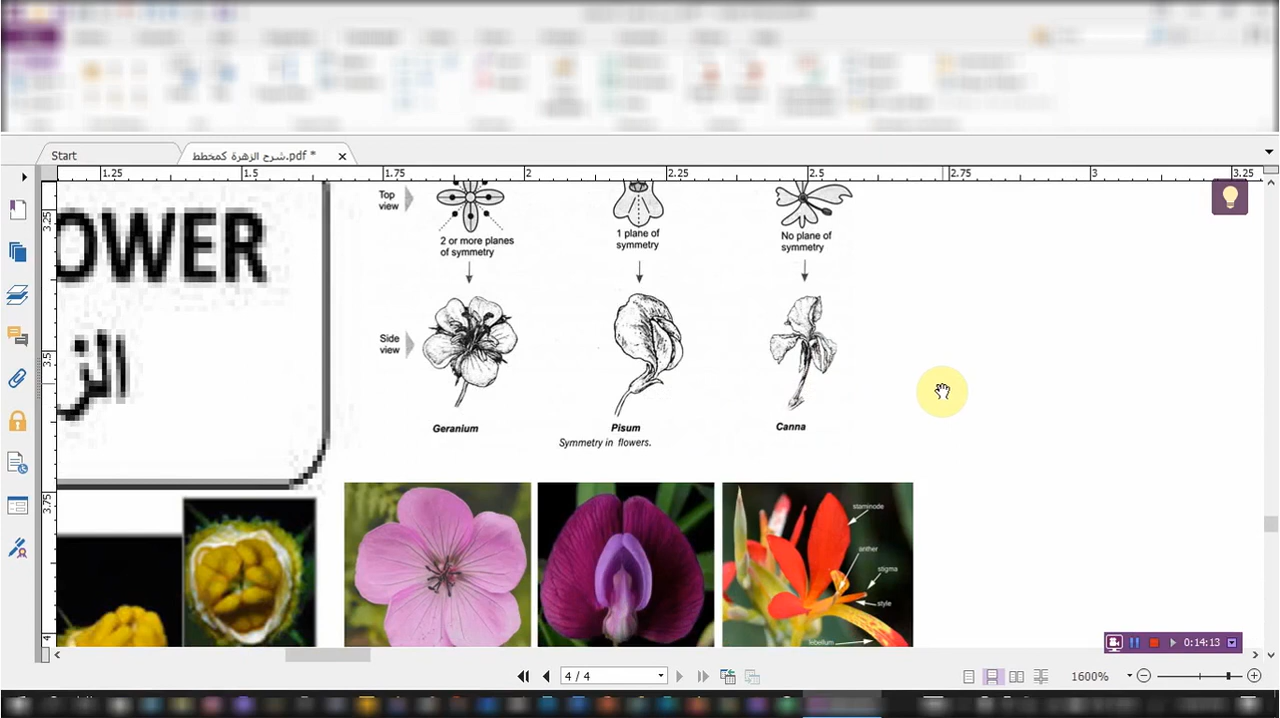 Start
شرح الزهرة كمخطط.pdf *
1.25
1.5
1.75
2
2.25
2.5
2.75
3
3.25
3.25
3.5
3.75
4
OWER
Top
view
2 or more planes
of symmetry
1 plane of
symmetry
No plane of
symmetry
Side
view
Geranium
Pisum
Canna
Symmetry in flowers.
staminode
anther
stigma
style
labellum
0:14:13
4 / 4
1600%